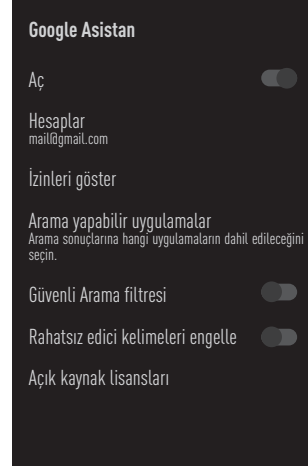 Google Asistan
Aç
Hesaplar
mail@gmail.com
İzinleri göster
Arama yapabilir uygulamalar
Arama sonuçlarına hangi uygulamaların dahil edileceğini
seçin.
Güvenli Arama filtresi
Rahatsız edici kelimeleri engelle
Açık kaynak lisansları